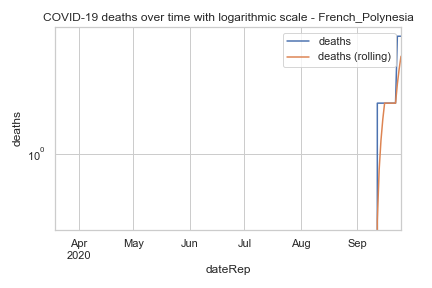 COVID-19 deaths over time with logarithmic scale - French_Polynesia
deaths
deaths (rolling)
deaths
10⁰
Apr
2020
May
Jun
Jul
Aug
Sep
dateRep